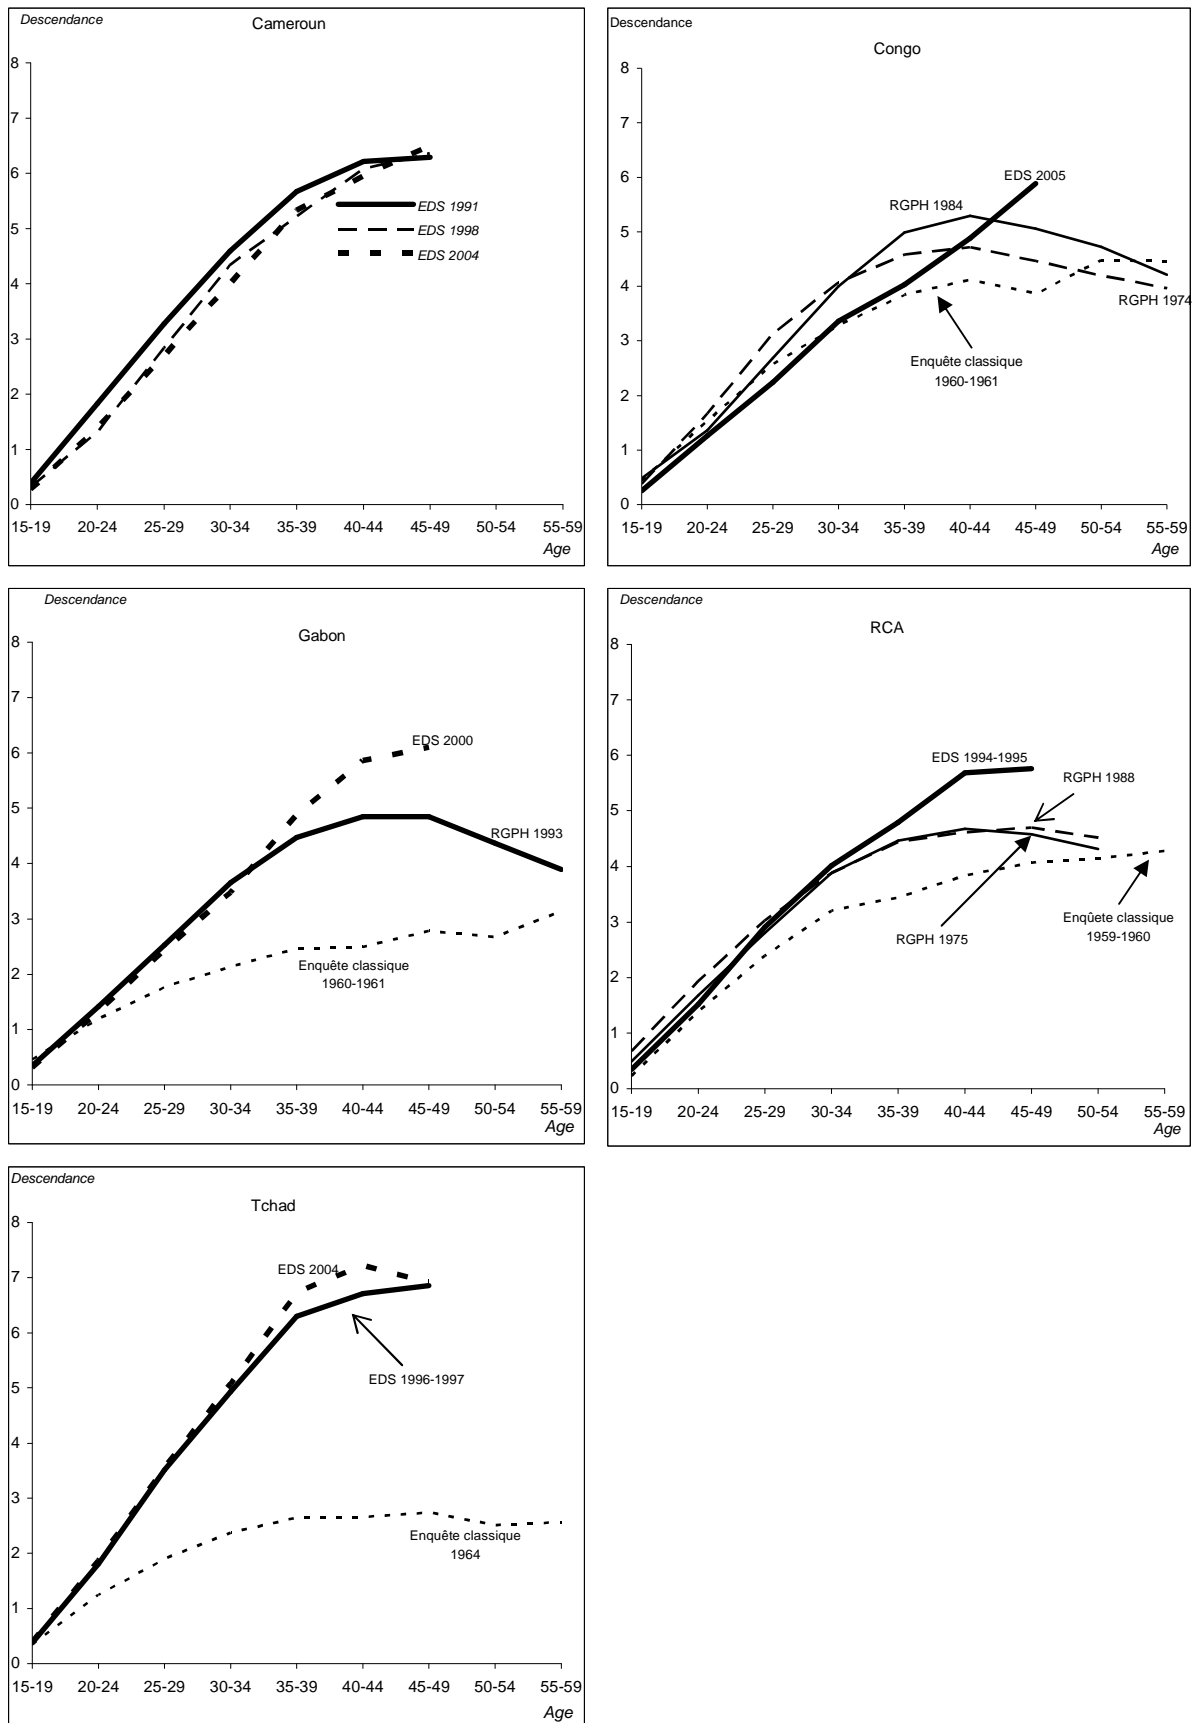 Descendance
Cameroun
8
7
6
5
4
3
2
1
0
EDS 1991
EDS 1998
EDS 2004
15-19 20-24 25-29 30-34 35-39 40-44 45-49 50-54 55-59
Age
Descendance
Congo
8
7
6
5
4
3
2
1
0
EDS 2005
RGPH 1984
RGPH 1974
Enquête classique
1960-1961
15-19 20-24 25-29 30-34 35-39 40-44 45-49 50-54 55-59
Age
Descendance
Gabon
8
7
6
5
4
3
2
1
0
EDS 2000
RGPH 1993
Enquête classique
1960-1961
15-19 20-24 25-29 30-34 35-39 40-44 45-49 50-54 55-59
Age
Descendance
RCA
8
7
6
5
4
3
2
1
0
EDS 1994-1995
RGPH 1988
RGPH 1975
Enqûete classique
1959-1960
15-19 20-24 25-29 30-34 35-39 40-44 45-49 50-54 55-59
Age
Descendance
Tchad
8
7
6
5
4
3
2
1
0
EDS 2004
EDS 1996-1997
Enquête classique
1964
15-19 20-24 25-29 30-34 35-39 40-44 45-49 50-54 55-59
Age